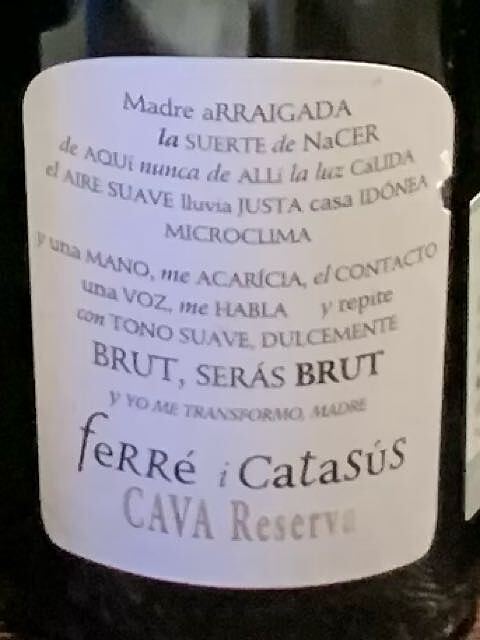 Madre aRRAIGADA
la SUERTE de NaCER
de AQUí nunca de ALLí la luz CaLIDA
el AIRE SUAVE lluvia JUSTA casa IDÓNEA
MICROCLIMA
y una MANO, me ACARÍCIA, el CONTACTO
una VOZ, me HABLA y repite
con TONO SUAVE, DULCEMENTE
BRUT, SERÁS BRUT
y YO ME TRANSFORMO, MADRE
feRRé i CataSÚS
CAVA Reserva